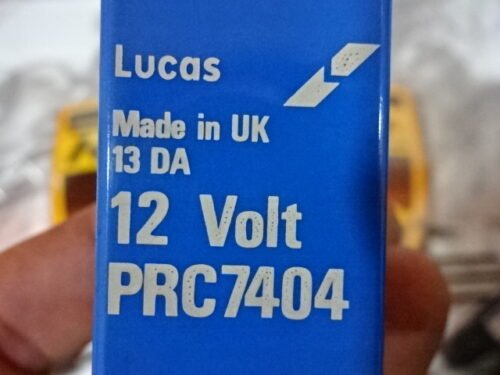 Lucas
Made in UK
13 DA
12 Volt
PRC7404